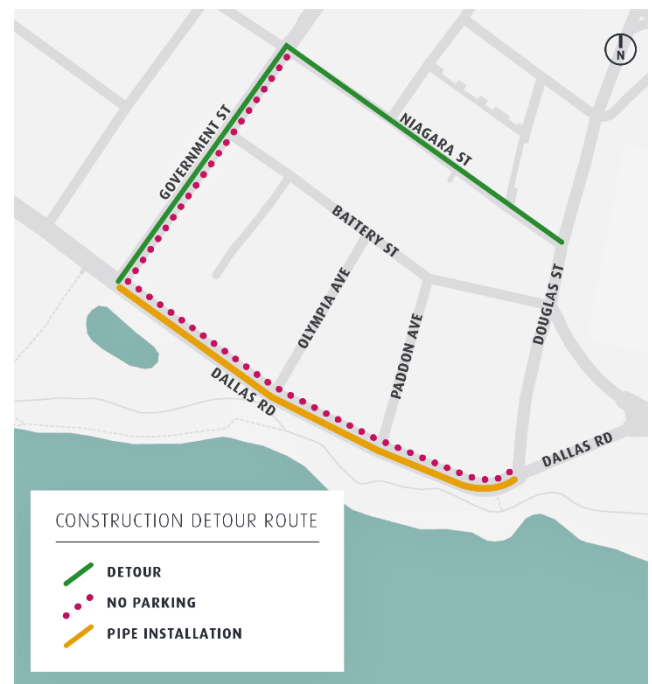 N
GOVERNMENT ST
NIAGARA ST
BATTERY ST
OLYMPIA AVE
PADDON AVE
DOUGLAS ST
DALLAS RD
DALLAS RD
CONSTRUCTION DETOUR ROUTE
DETOUR
NO PARKING
PIPE INSTALLATION